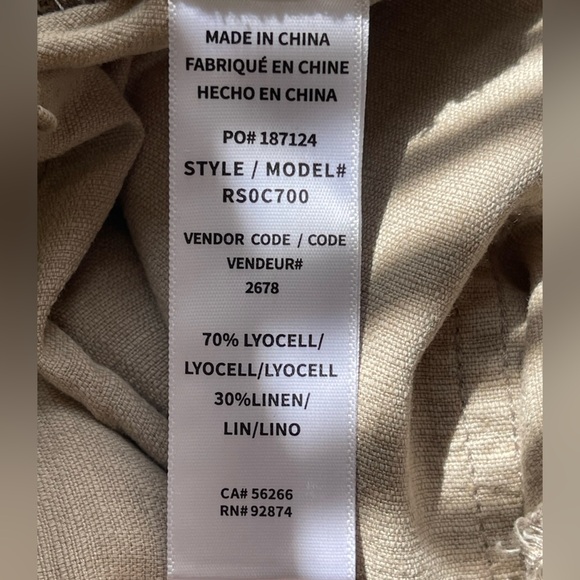 MADE IN CHINA
FABRIQUÉ EN CHINE
HECHO EN CHINA
PO# 187124
STYLE / MODEL#
RS0C700
VENDOR CODE / CODE
VENDEUR#
2678
70% LYOCELL/
LYOCELL/LYOCELL
30%LINEN/
LIN/LINO
CA# 56266
RN# 92874